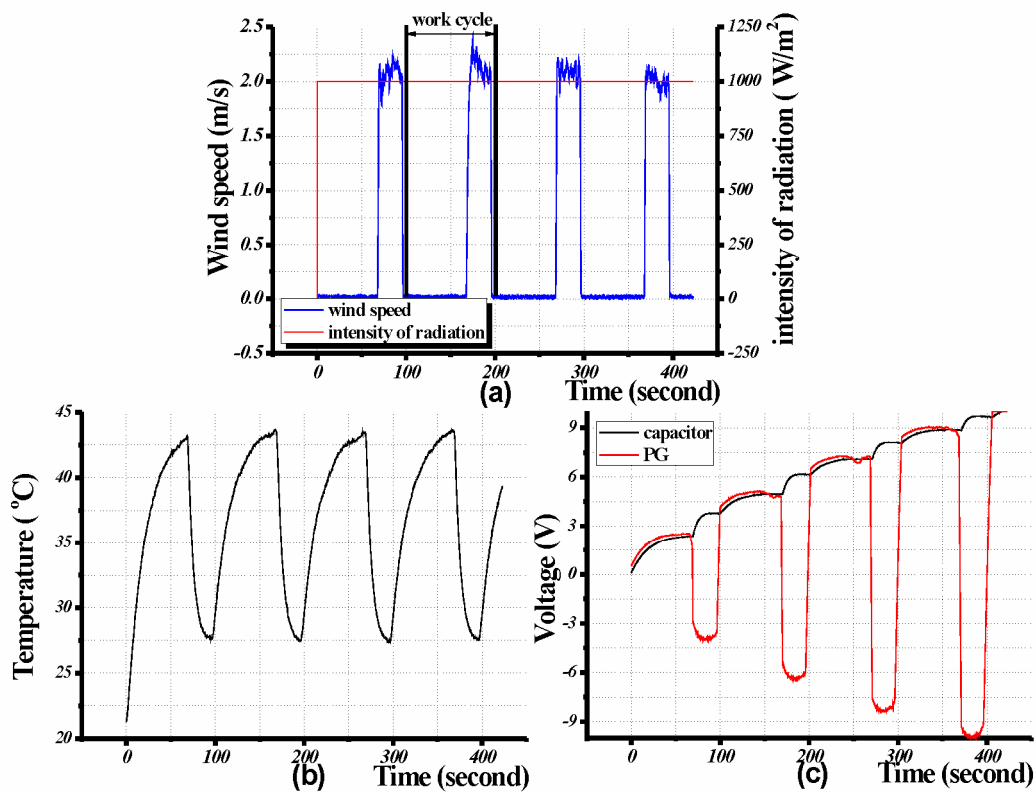 work cycle
2.5
2.0
1.5
1.0
0.5
0.0
-0.5
Wind speed (m/s)
1250
1000
750
500
250
0
-250
intensity of radiation ( W/m²)
wind speed
intensity of radiation
0
100
200
300
400
(a)
Time (second)
45
40
35
30
25
20
Temperature ( °C)
0
100
200
300
400
(b)
Time (second)
9
6
3
0
-3
-6
-9
Voltage (V)
capacitor
PG
0
100
200
300
400
(c)
Time (second)